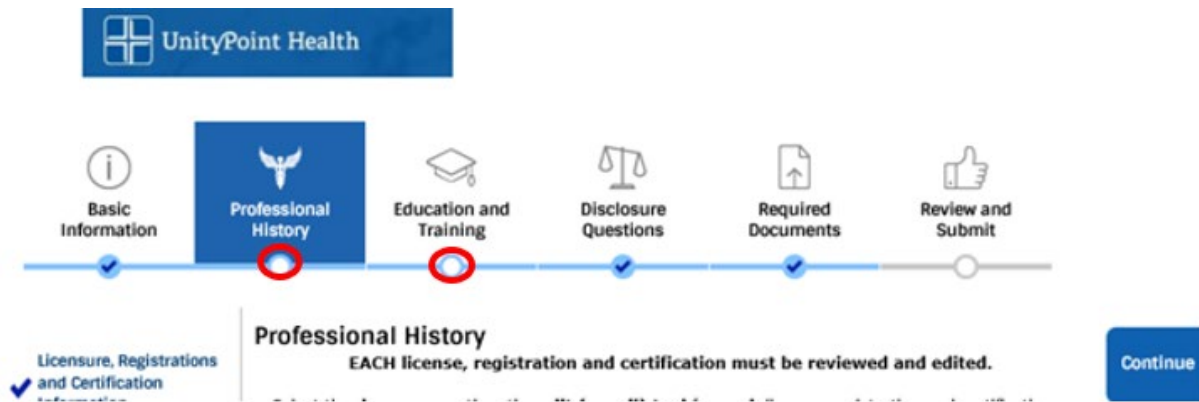 UnityPoint Health
Basic
Information
Professional
History
Education and
Training
Disclosure
Questions
Required
Documents
Review and
Submit
Professional History
EACH license, registration and certification must be reviewed and edited.
Licensure, Registrations
and Certification
Continue